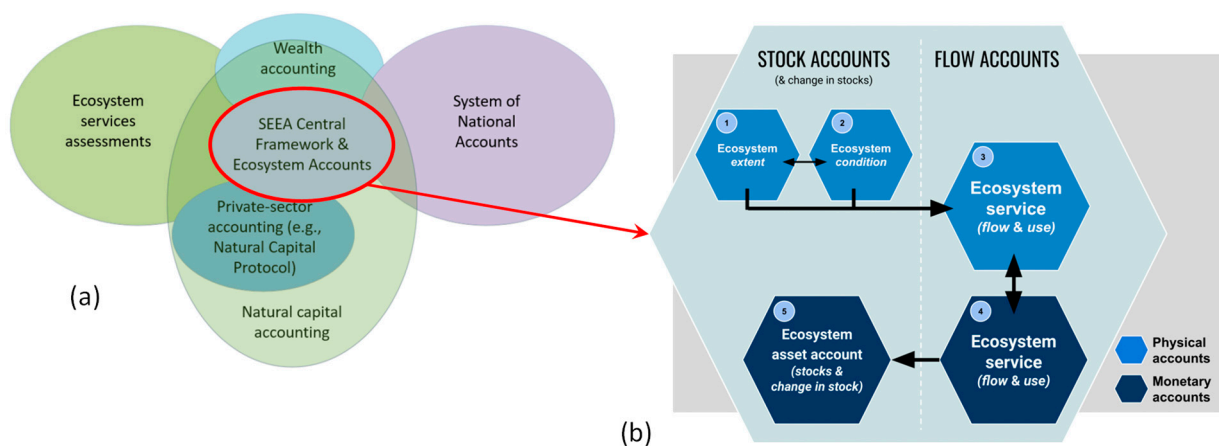 Wealth
accounting
Ecosystem
services
assessments
SEEA Central
Framework &
Ecosystem Accounts
System of
National
Accounts
Private-sector
accounting (e.g.,
Natural Capital
Protocol)
Natural capital
accounting
(a)
STOCK ACCOUNTS
(& change in stocks)
FLOW ACCOUNTS
1
Ecosystem
extent
2
Ecosystem
condition
3
Ecosystem
service
(flow & use)
5
Ecosystem
asset account
(stocks &
change in stock)
4
Ecosystem
service
(flow & use)
Physical
accounts
Monetary
accounts
(b)